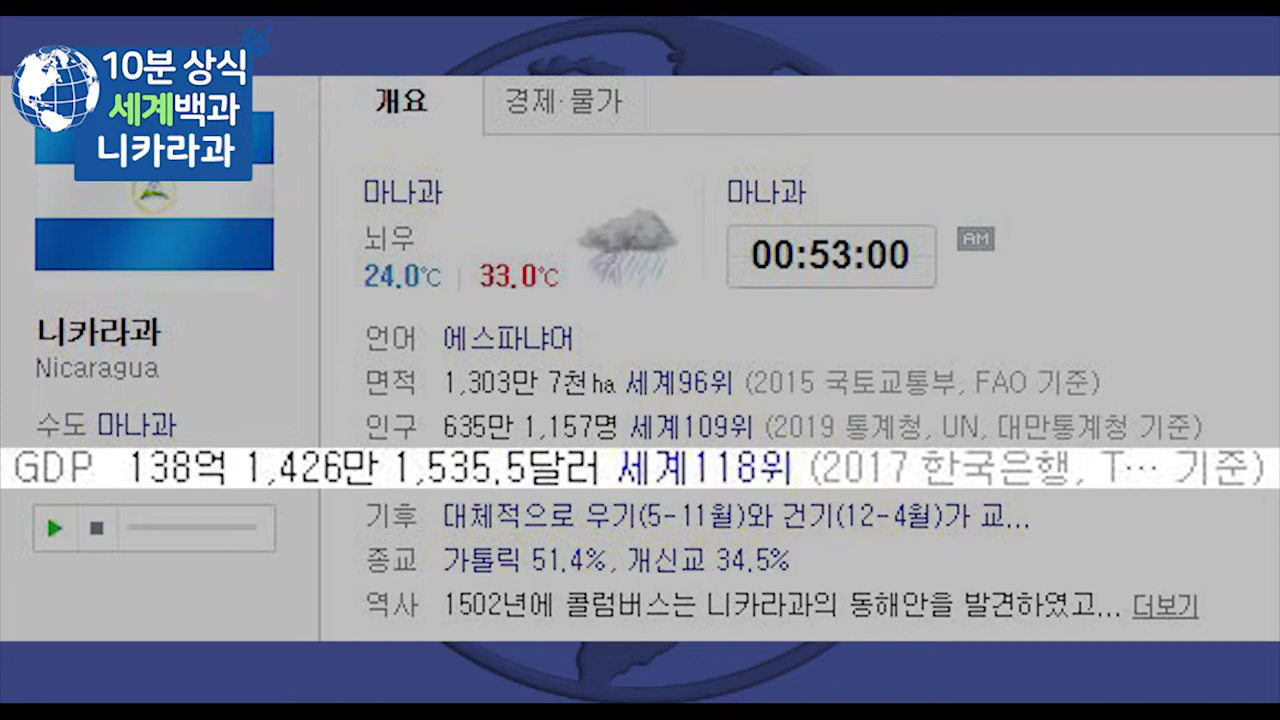 10분 상식
세계백과
니카라과
개요
경제·물가
마나과
뇌우
24.0℃ | 33.0℃
마나과
00:53:00
AM
니카라과
Nicaragua
수도 마나과
언어 에스파냐어
면적 1,303만 7천㏊ 세계96위 (2015 국토교통부, FAO 기준)
인구 635만 1,157명 세계109위 (2019 통계청, UN, 대만통계청 기준)
GDP 138억 1,426만 1,535.5달러 세계118위 (2017 한국은행, T… 기준)
기후 대체적으로 우기(5-11월)와 건기(12-4월)가 교...
종교 가톨릭 51.4%, 개신교 34.5%
역사 1502년에 콜럼버스는 니카라과의 동해안을 발견하였고... 더보기